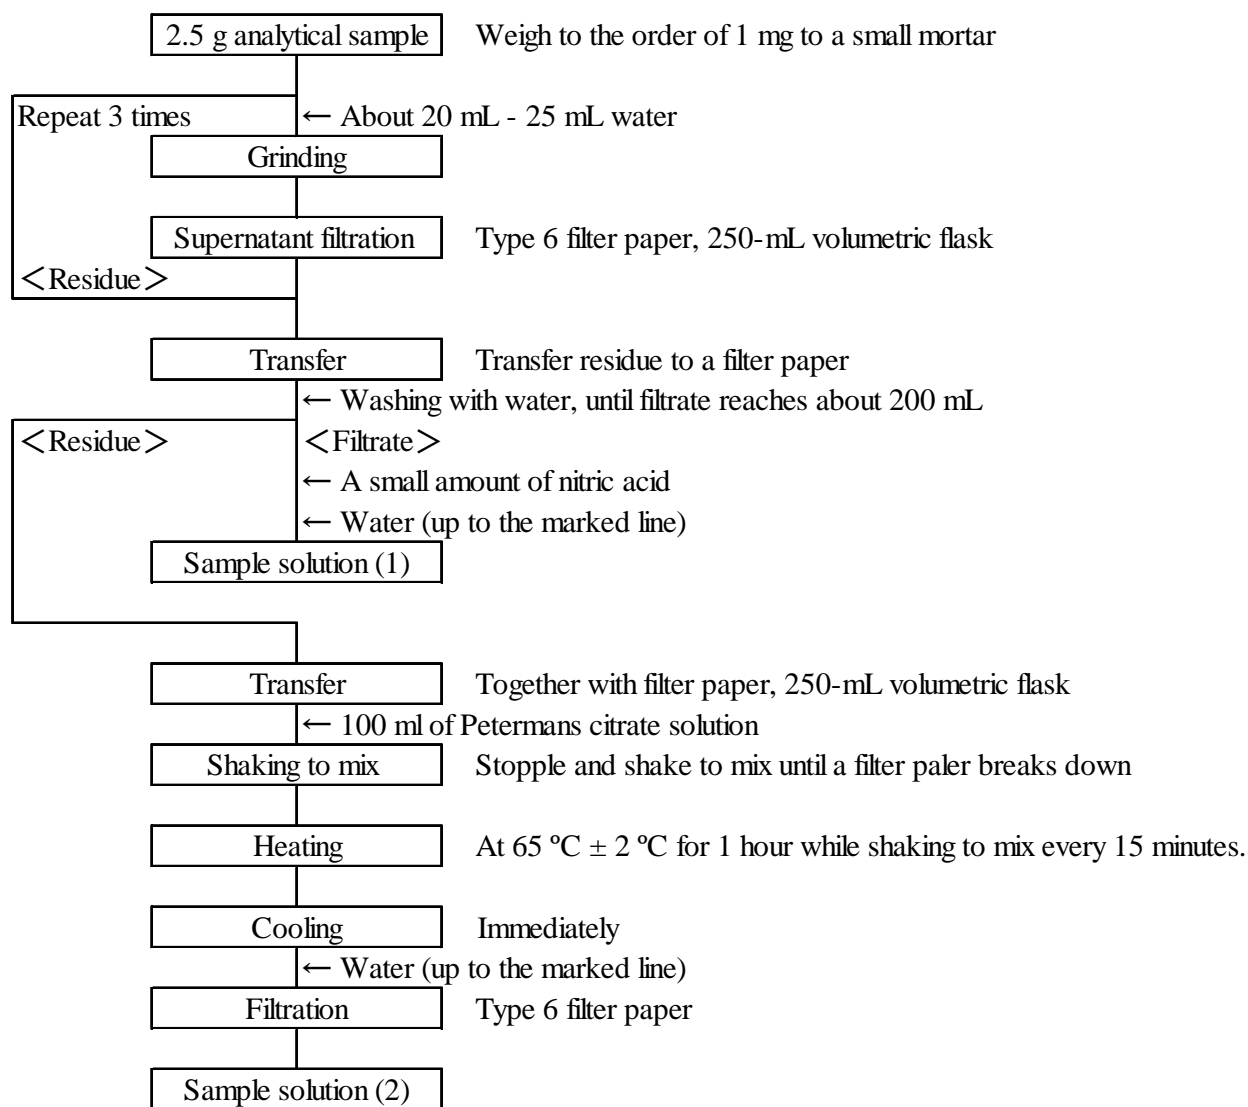 2.5 g analytical sample Weigh to the order of 1 mg to a small mortar
Repeat 3 times ← About 20 mL - 25 mL water
Grinding
Supernatant filtration Type 6 filter paper, 250-mL volumetric flask
＜Residue＞
Transfer Transfer residue to a filter paper
← Washing with water, until filtrate reaches about 200 mL
＜Residue＞ ＜Filtrate＞
← A small amount of nitric acid
← Water (up to the marked line)
Sample solution (1)
Transfer Together with filter paper, 250-mL volumetric flask
← 100 ml of Petermans citrate solution
Shaking to mix Stopple and shake to mix until a filter paler breaks down
Heating At 65 ºC ± 2 ºC for 1 hour while shaking to mix every 15 minutes.
Cooling Immediately
← Water (up to the marked line)
Filtration Type 6 filter paper
Sample solution (2)